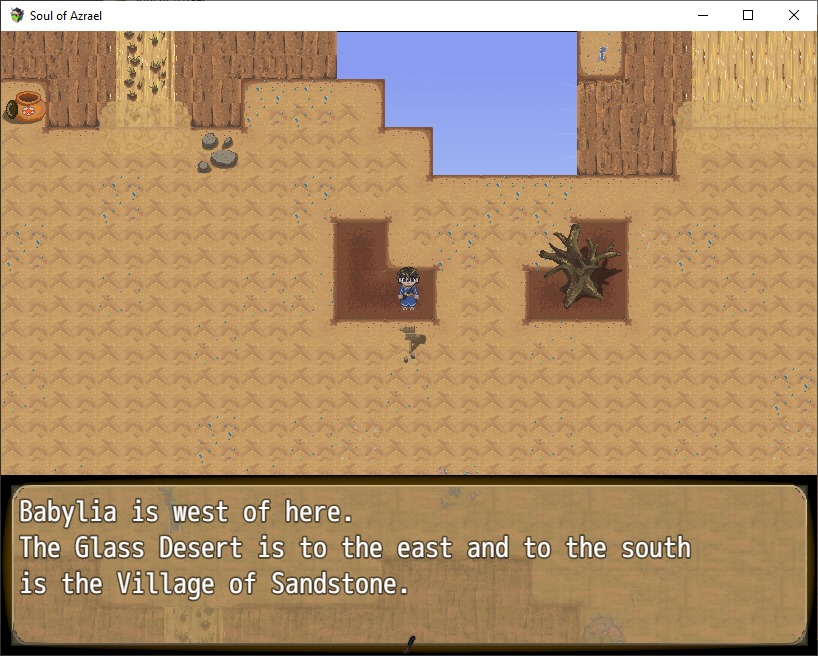 Soul of Azrael
Babylia is west of here.
The Glass Desert is to the east and to the south
is the Village of Sandstone.